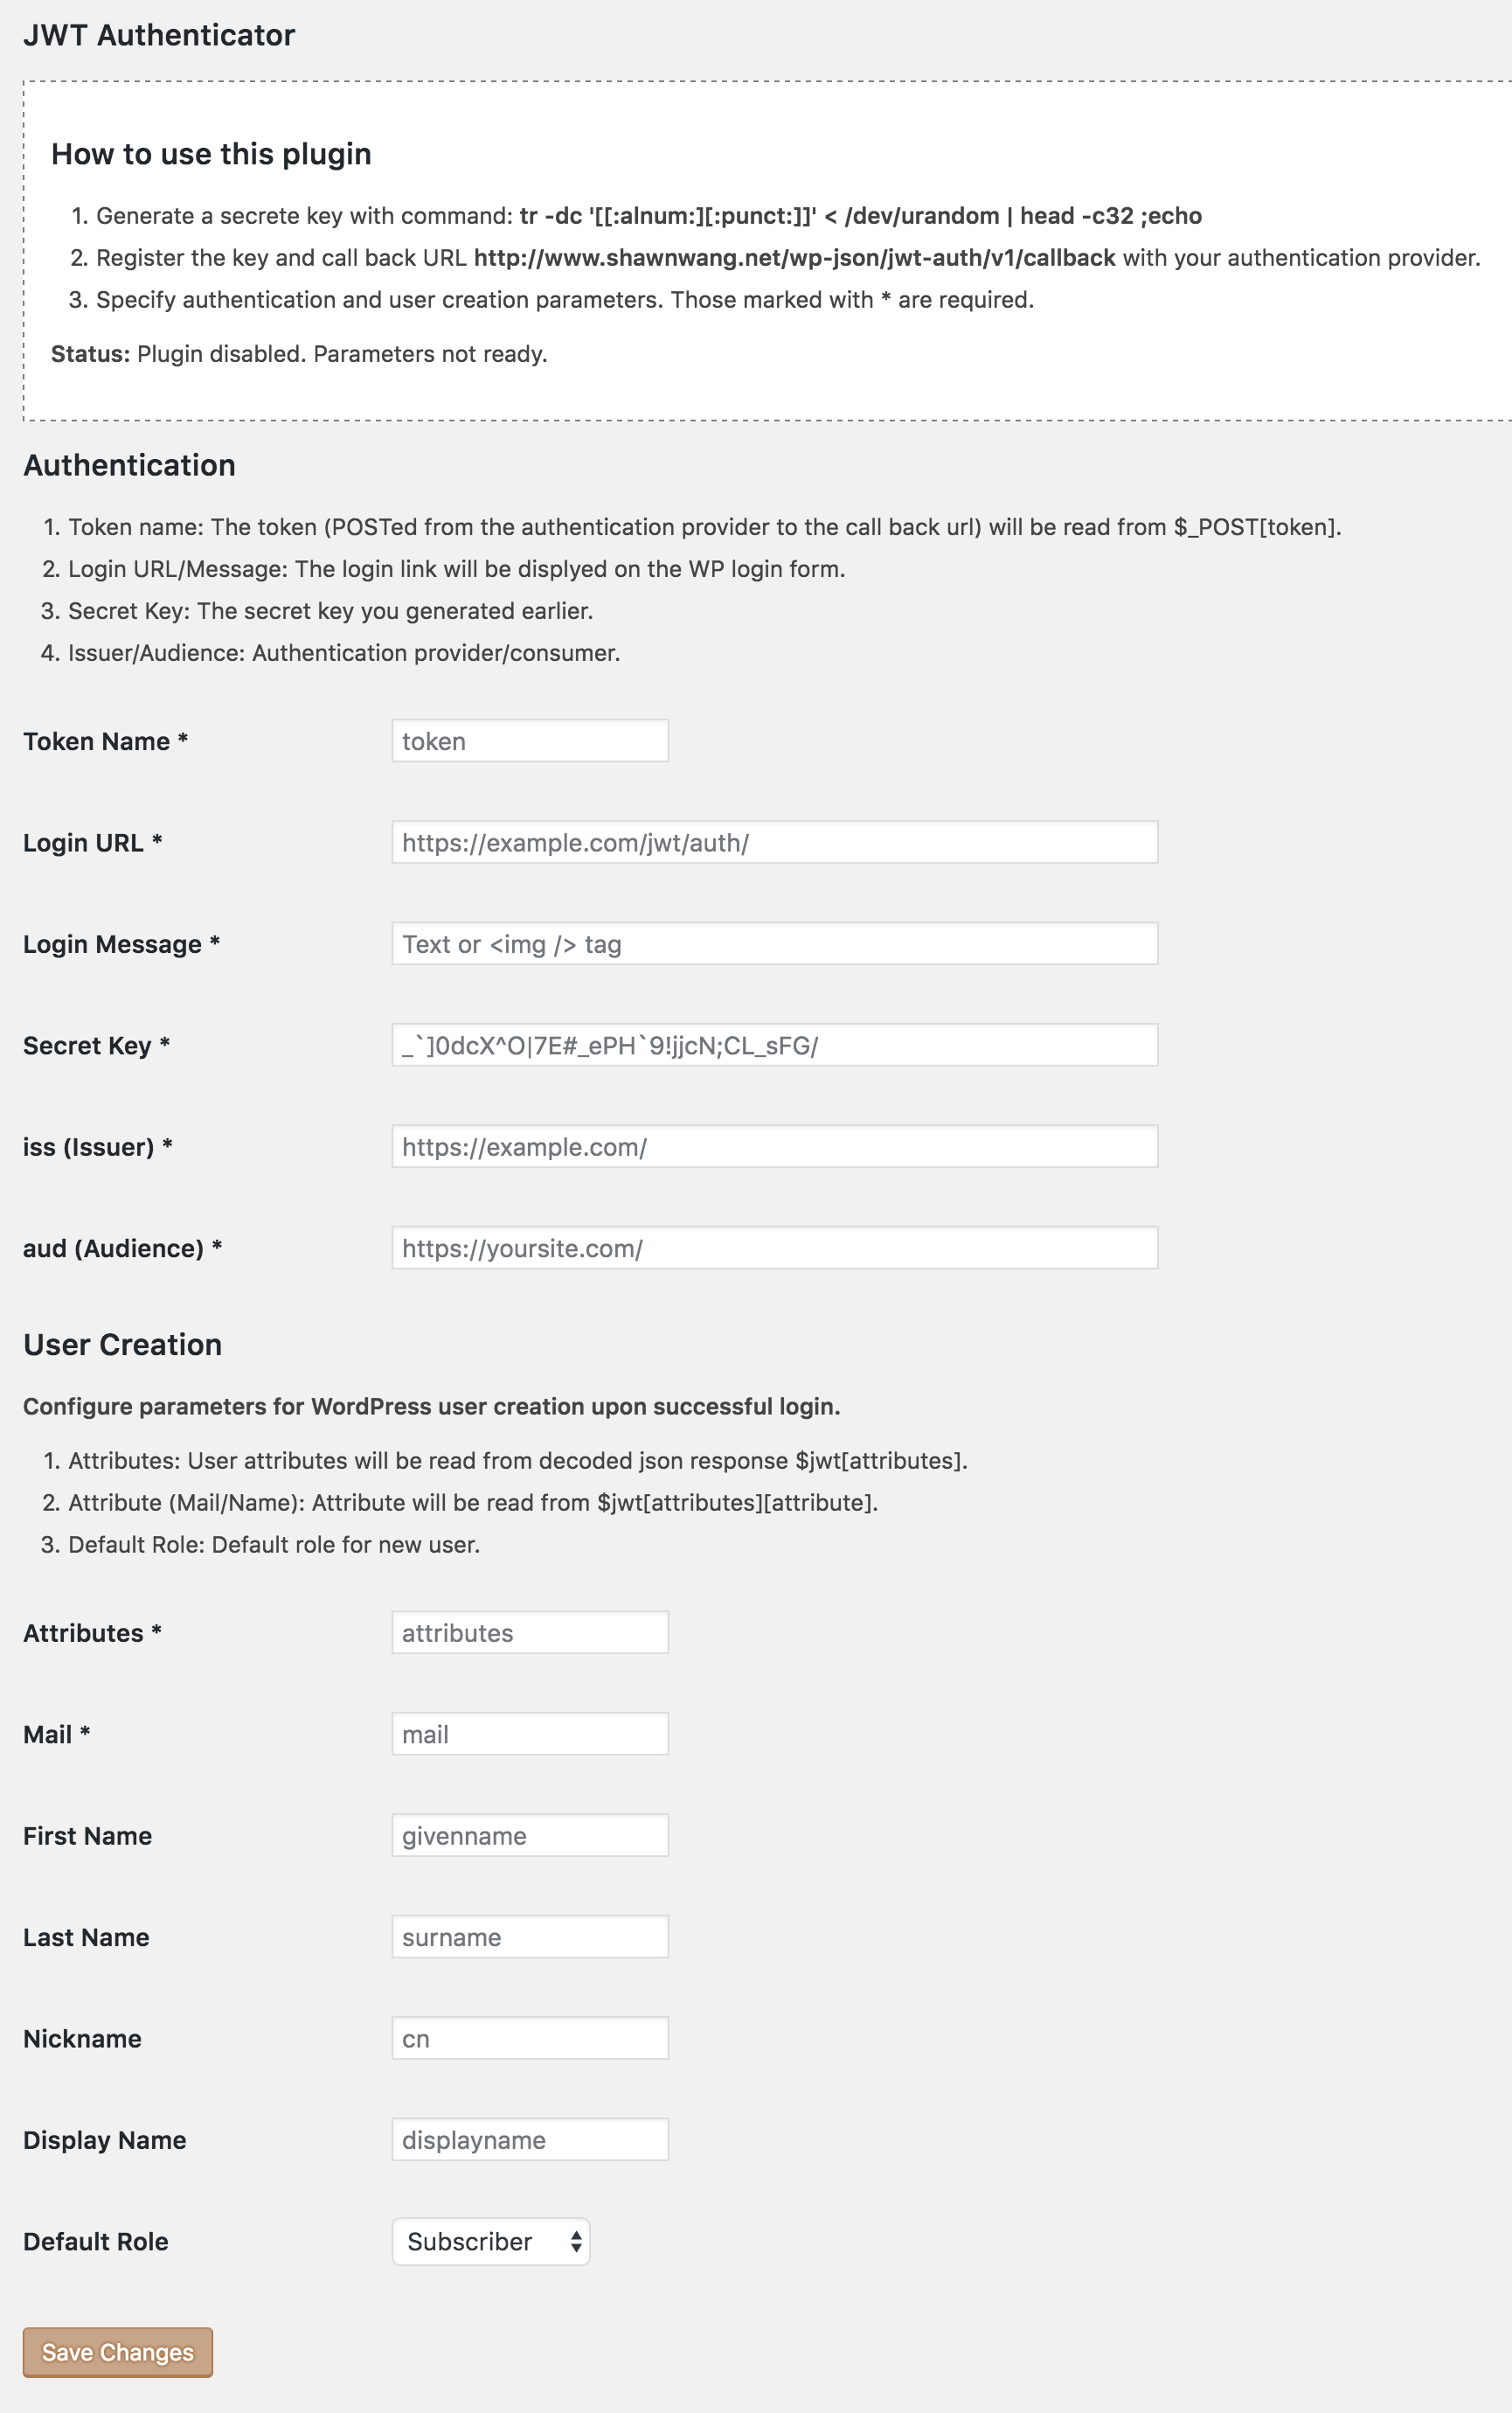 JWT Authenticator
How to use this plugin
1. Generate a secrete key with command: tr -dc '[[:alnum:][:punct:]]' < /dev/urandom | head -c32 ;echo
2. Register the key and call back URL http://www.shawnwang.net/wp-json/jwt-auth/v1/callback with your authentication provider.
3. Specify authentication and user creation parameters. Those marked with * are required.
Status: Plugin disabled. Parameters not ready.
Authentication
1. Token name: The token (POSTed from the authentication provider to the call back url) will be read from $_POST[token].
2. Login URL/Message: The login link will be displyed on the WP login form.
3. Secret Key: The secret key you generated earlier.
4. Issuer/Audience: Authentication provider/consumer.
Token Name * token
Login URL * https://example.com/jwt/auth/
Login Message * Text or <img /> tag
Secret Key * _`]0dcX^O|7E#_ePH`9!jjcN;CL_sFG/
iss (Issuer) * https://example.com/
aud (Audience) * https://yoursite.com/
User Creation
Configure parameters for WordPress user creation upon successful login.
1. Attributes: User attributes will be read from decoded json response $jwt[attributes].
2. Attribute (Mail/Name): Attribute will be read from $jwt[attributes][attribute].
3. Default Role: Default role for new user.
Attributes * attributes
Mail * mail
First Name givenname
Last Name surname
Nickname cn
Display Name displayname
Default Role Subscriber
Save Changes